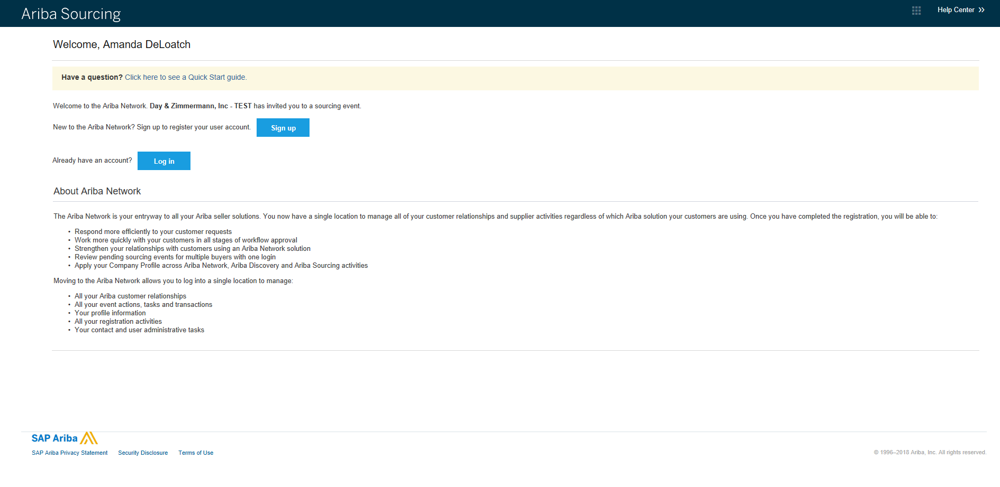 Ariba Sourcing
Help Center »
Welcome, Amanda DeLoatch
Have a question? Click here to see a Quick Start guide.
Welcome to the Ariba Network. Day & Zimmermann, Inc - TEST has invited you to a sourcing event.
New to the Ariba Network? Sign up to register your user account. Sign up
Already have an account? Log in
About Ariba Network
The Ariba Network is your entryway to all your Ariba seller solutions. You now have a single location to manage all of your customer relationships and supplier activities regardless of which Ariba solution your customers are using. Once you have completed the registration, you will be able to:
• Respond more efficiently to your customer requests
• Work more quickly with your customers in all stages of workflow approval
• Strengthen your relationships with customers using an Ariba Network solution
• Review pending sourcing events for multiple buyers with one login
• Apply your Company Profile across Ariba Network, Ariba Discovery and Ariba Sourcing activities
Moving to the Ariba Network allows you to log into a single location to manage:
• All your Ariba customer relationships
• All your event actions, tasks and transactions
• Your profile information
• All your registration activities
• Your contact and user administrative tasks
SAP Ariba
SAP Ariba Privacy Statement Security Disclosure Terms of Use
© 1996–2018 Ariba, Inc. All rights reserved.